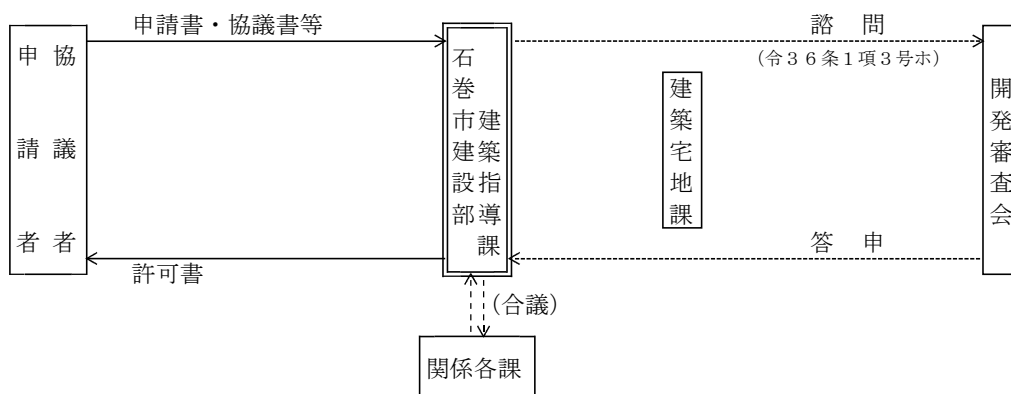 申請書・協議書等
諮問
(令36条1項3号ホ)
申請者
協議者
石巻市建設部
建築指導課
建築宅地課
開発審査会
許可書
答申
(合議)
関係各課